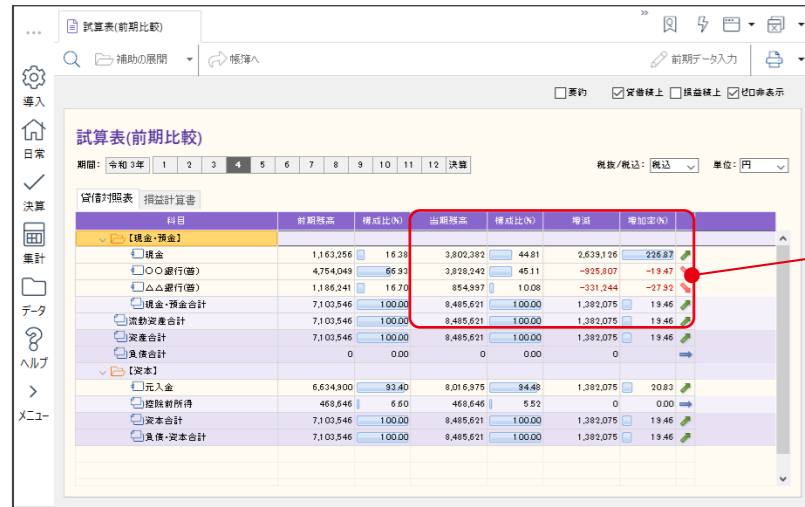 試算表(前期比較)
補助の展開
帳簿へ
前期データ入力
導入
日常
決算
集計
データ
ヘルプ
メニュー
要約 貸借積上 損益積上 ゼロ非表示
試算表(前期比較)
期間: 令和 3年 1 2 3 4 5 6 7 8 9 10 11 12 決算
税抜/税込: 税込 単位: 円
貸借対照表 損益計算書
科目 前期残高 構成比(%) 当期残高 構成比(%) 増減 増加率(%)
【現金・預金】
現金 1,163,256 16.38 3,802,382 44.81 2,639,126 226.87
〇〇銀行(普) 4,754,049 66.93 3,828,242 45.11 -925,807 -19.47
△△銀行(普) 1,186,241 16.70 854,997 10.08 -331,244 -27.92
現金・預金合計 7,103,546 100.00 8,485,621 100.00 1,382,075 19.46
流動資産合計 7,103,546 100.00 8,485,621 100.00 1,382,075 19.46
資産合計 7,103,546 100.00 8,485,621 100.00 1,382,075 19.46
負債合計 0 0.00 0 0.00 0
【資本】
元入金 6,634,900 93.40 8,016,975 94.48 1,382,075 20.83
控除前所得 468,646 6.60 468,646 5.52 0 0.00
資本合計 7,103,546 100.00 8,485,621 100.00 1,382,075 19.46
負債・資本合計 7,103,546 100.00 8,485,621 100.00 1,382,075 19.46